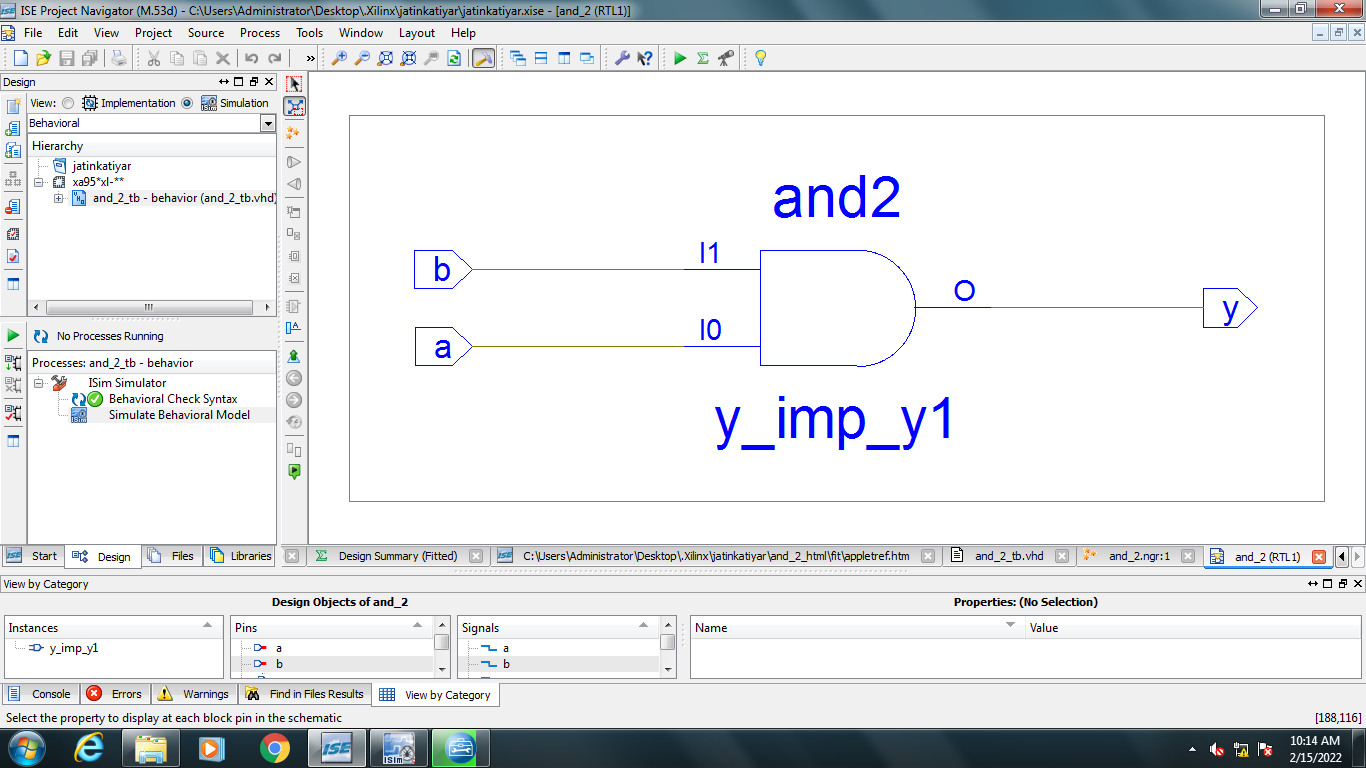 ISE Project Navigator (M.53d) - C:\Users\Administrator\Desktop\.Xilinx\jatinkatiyar\jatinkatiyar.xise - [and_2 (RTL1)]
File Edit View Project Source Process Tools Window Layout Help
»
Design
View: Implementation Simulation
Behavioral
Hierarchy
jatinkatiyar
xa95*xl-**
and_2_tb - behavior (and_2_tb.vhd)
No Processes Running
Processes: and_2_tb - behavior
ISim Simulator
Behavioral Check Syntax
Simulate Behavioral Model
Start Design Files Libraries
and2
b
I1
a
I0
O
y
y_imp_y1
Design Summary (Fitted) C:\Users\Administrator\Desktop\.Xilinx\jatinkatiyar\and_2_html\fit\appletref.htm and_2_tb.vhd and_2.ngr:1 and_2 (RTL1)
View by Category
Design Objects of and_2
Properties: (No Selection)
Instances
y_imp_y1
Pins
a
b
Signals
a
b
Name Value
Console Errors Warnings Find in Files Results View by Category
Select the property to display at each block pin in the schematic
[188,116]
ISE
ISim
10:14 AM
2/15/2022